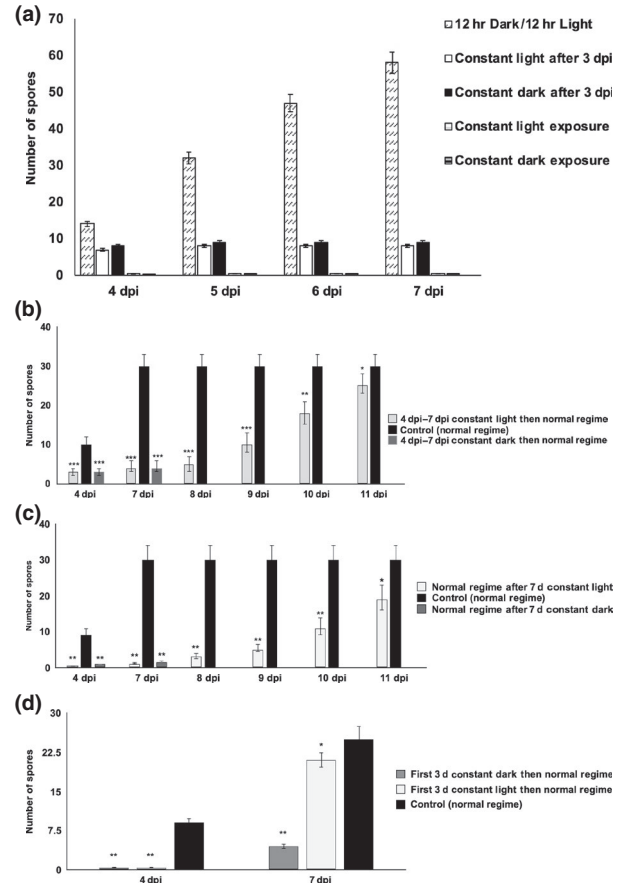 (a)
70
60
50
40
30
20
10
0
Number of spores
12 hr Dark/12 hr Light
Constant light after 3 dpi
Constant dark after 3 dpi
Constant light exposure
Constant dark exposure
4 dpi 5 dpi 6 dpi 7 dpi
(b)
40
30
20
10
0
Number of spores
*** *** *** *** *** *** ** *
4 dpi–7 dpi constant light then normal regime
Control (normal regime)
4 dpi–7 dpi constant dark then normal regime
4 dpi 7 dpi 8 dpi 9 dpi 10 dpi 11 dpi
(c)
40
30
20
10
0
Number of spores
** ** ** ** ** ** ** *
Normal regime after 7 d constant light
Control (normal regime)
Normal regime after 7 d constant dark
4 dpi 7 dpi 8 dpi 9 dpi 10 dpi 11 dpi
(d)
30
22.5
15
7.5
0
Number of spores
** ** ** *
First 3 d constant dark then normal regime
First 3 d constant light then normal regime
Control (normal regime)
4 dpi 7 dpi